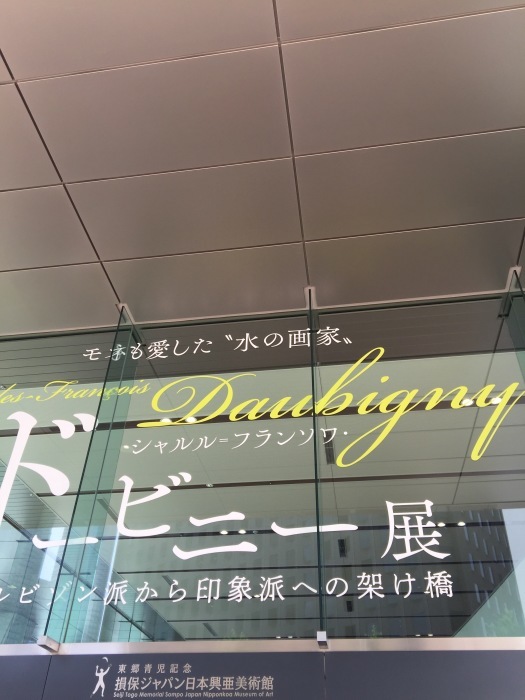 モネも愛した〝水の画家〟
les-François Daubigny
・シャルル=フランソワ・
ドービニー展
ルビゾン派から印象派への架け橋
東郷青児記念
損保ジャパン日本興亜美術館
Seiji Togo Memorial Sompo Japan Nipponkoa Museum of Art